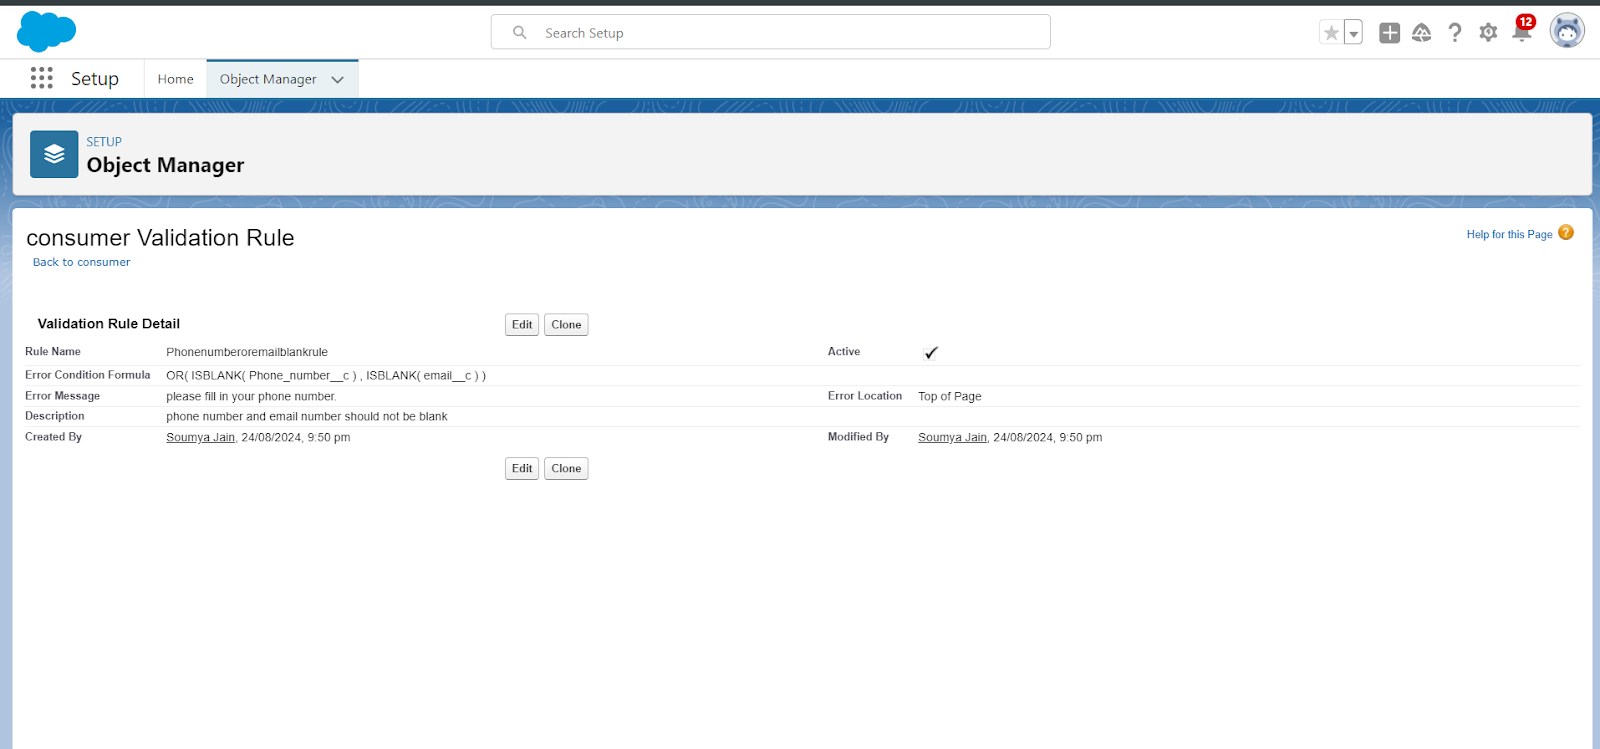 Search Setup
12
Setup
Home
Object Manager
SETUP
Object Manager
consumer Validation Rule
Help for this Page ?
Back to consumer
Validation Rule Detail
Edit Clone
Rule Name Phonenumberoremailblankrule Active
Error Condition Formula OR( ISBLANK( Phone_number__c ) , ISBLANK( email__c ) )
Error Message please fill in your phone number. Error Location Top of Page
Description phone number and email number should not be blank
Created By Soumya Jain, 24/08/2024, 9:50 pm Modified By Soumya Jain, 24/08/2024, 9:50 pm
Edit Clone